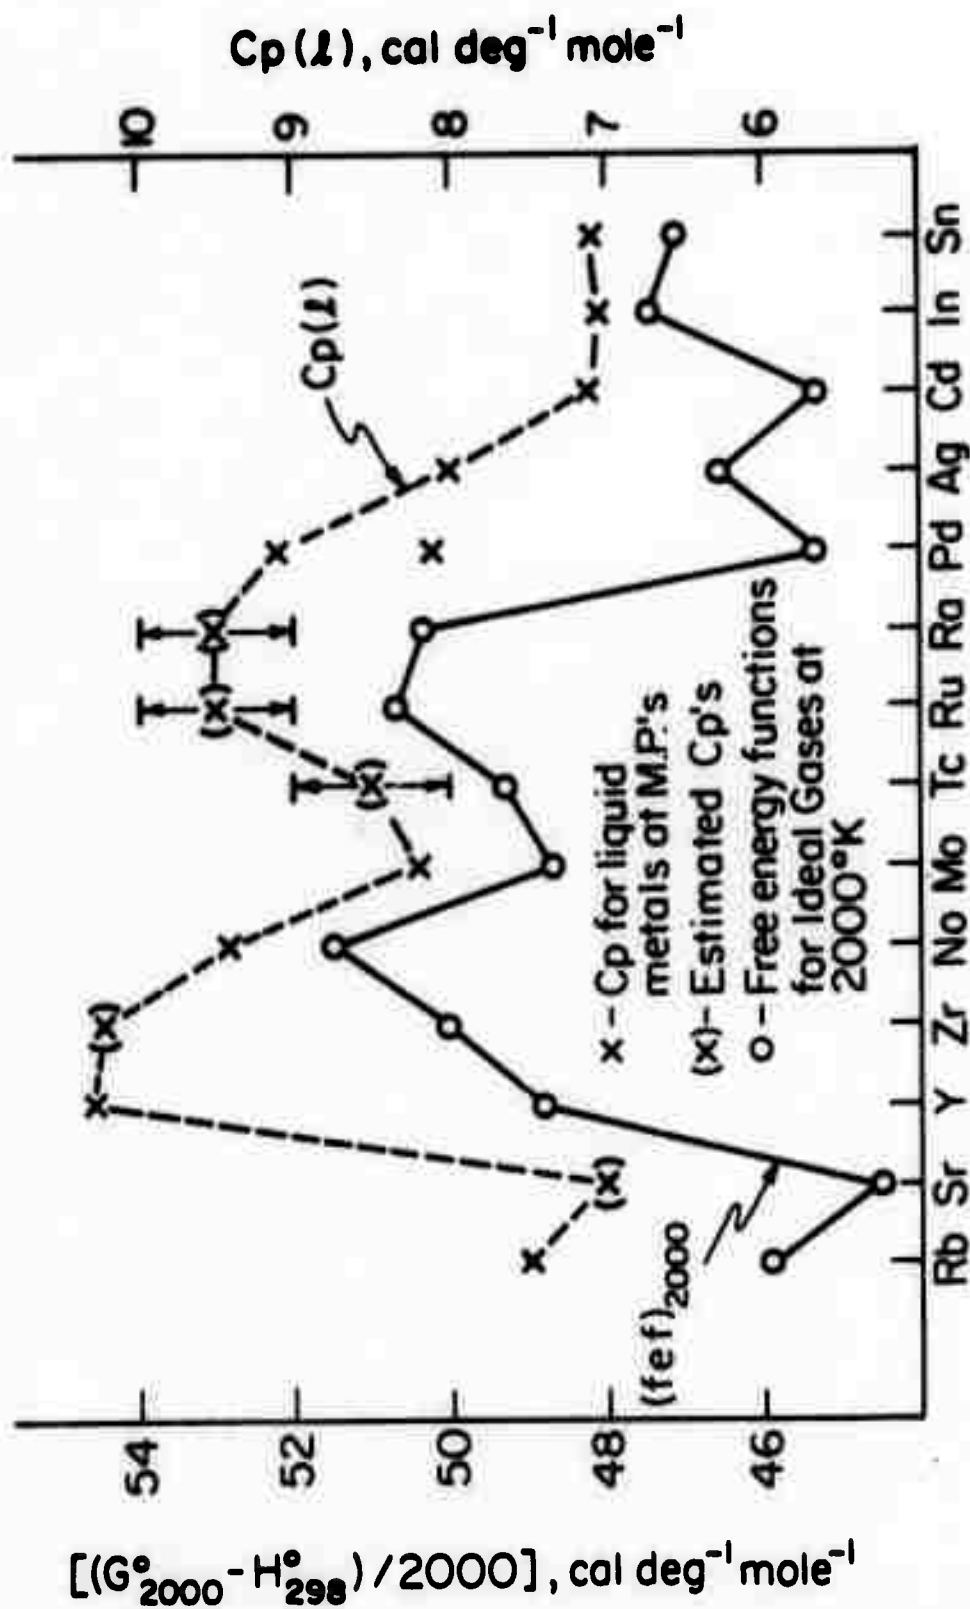 Cp(ℓ), cal deg⁻¹ mole⁻¹
10
9
8
7
6
Cp(ℓ)
(fef)₂₀₀₀
x – Cp for liquid
metals at M.P.'s
(x)– Estimated Cp's
o – Free energy functions
for Ideal Gases at
2000°K
Rb Sr Y Zr No Mo Tc Ru Ra Pd Ag Cd In Sn
54
52
50
48
46
[(G°₂₀₀₀ - H°₂₉₈) / 2000], cal deg⁻¹ mole⁻¹